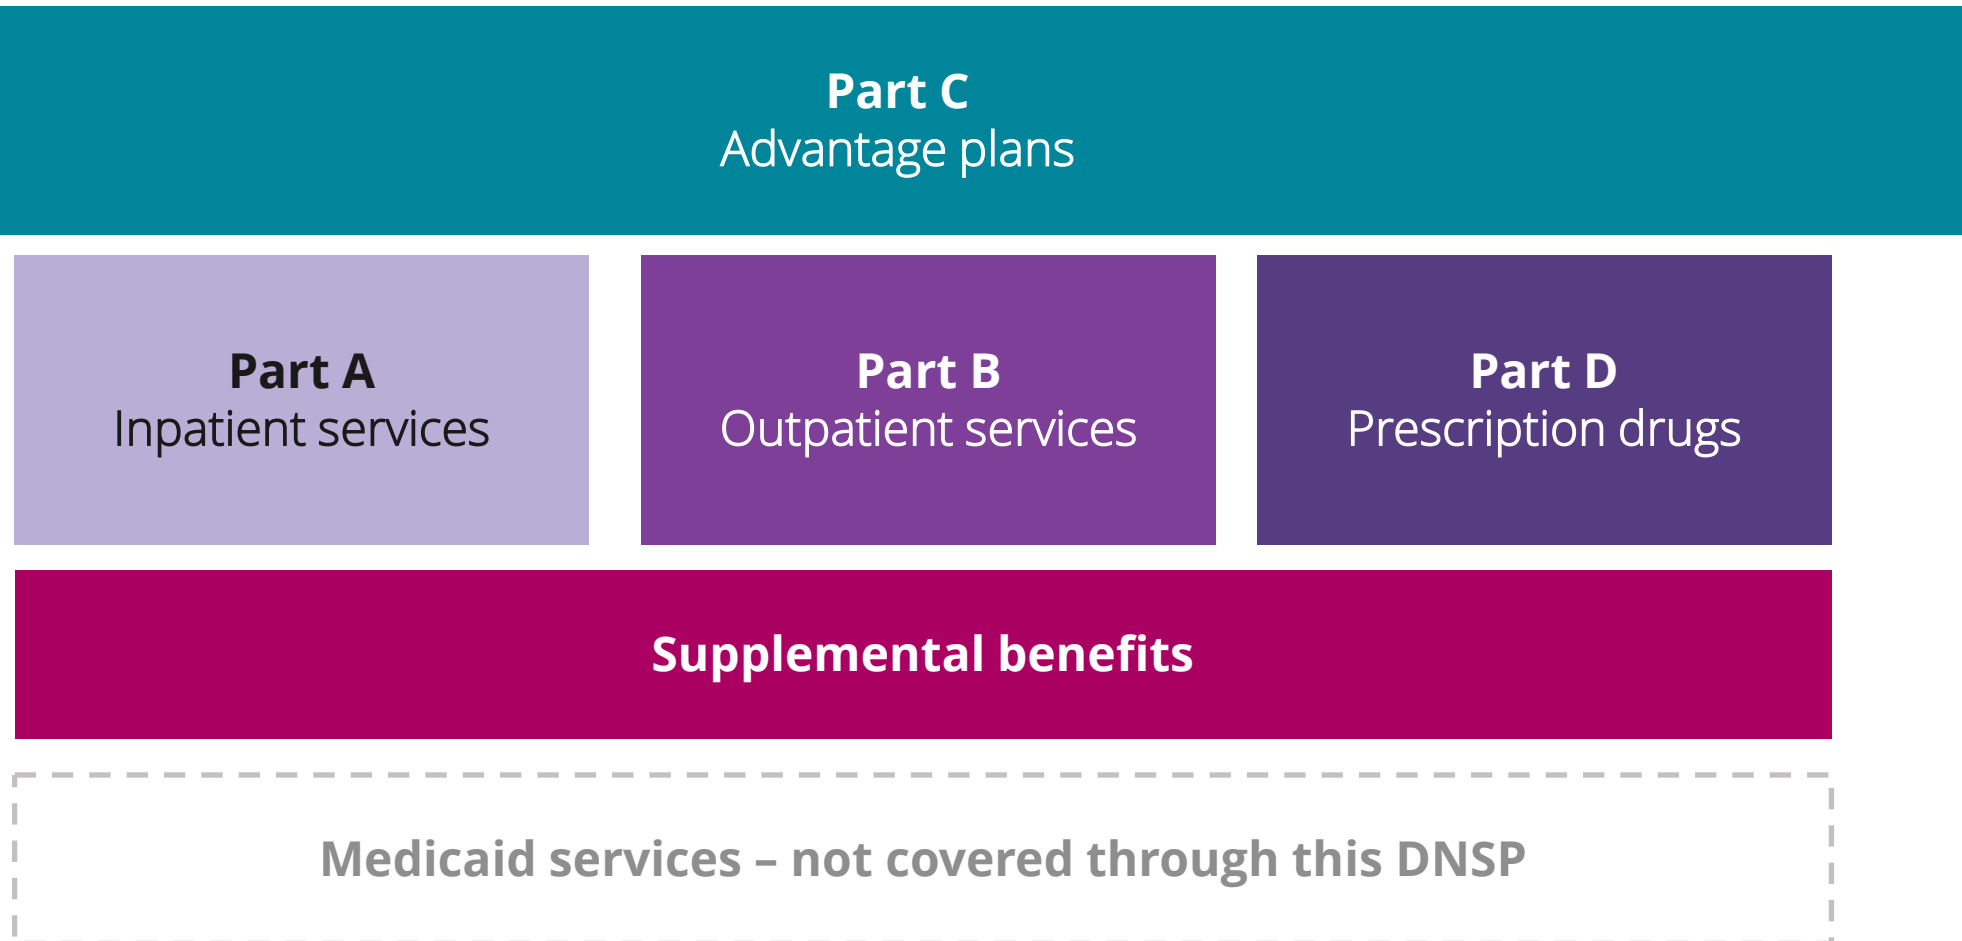 Part C
Advantage plans
Part A
Inpatient services
Part B
Outpatient services
Part D
Prescription drugs
Supplemental benefits
Medicaid services – not covered through this DNSP